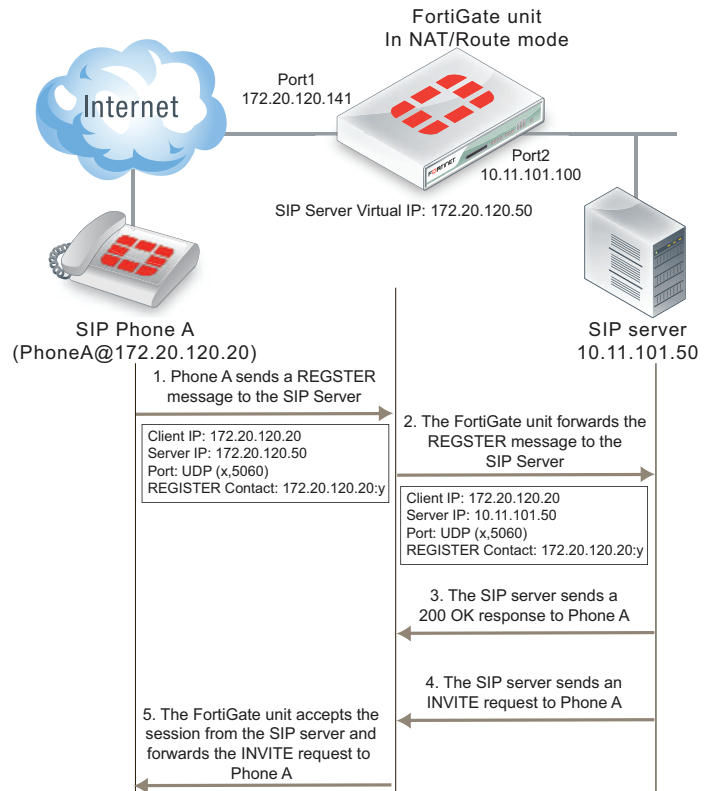 FortiGate unit
In NAT/Route mode
Port1
172.20.120.141
Internet
FORTINET
Port2
10.11.101.100
SIP Server Virtual IP: 172.20.120.50
SIP Phone A
(PhoneA@172.20.120.20)
SIP server
10.11.101.50
1. Phone A sends a REGSTER
message to the SIP Server
Client IP: 172.20.120.20
Server IP: 172.20.120.50
Port: UDP (x,5060)
REGISTER Contact: 172.20.120.20:y
2. The FortiGate unit forwards the
REGSTER message to the
SIP Server
Client IP: 172.20.120.20
Server IP: 10.11.101.50
Port: UDP (x,5060)
REGISTER Contact: 172.20.120.20:y
3. The SIP server sends a
200 OK response to Phone A
4. The SIP server sends an
INVITE request to Phone A
5. The FortiGate unit accepts the
session from the SIP server and
forwards the INVITE request to
Phone A